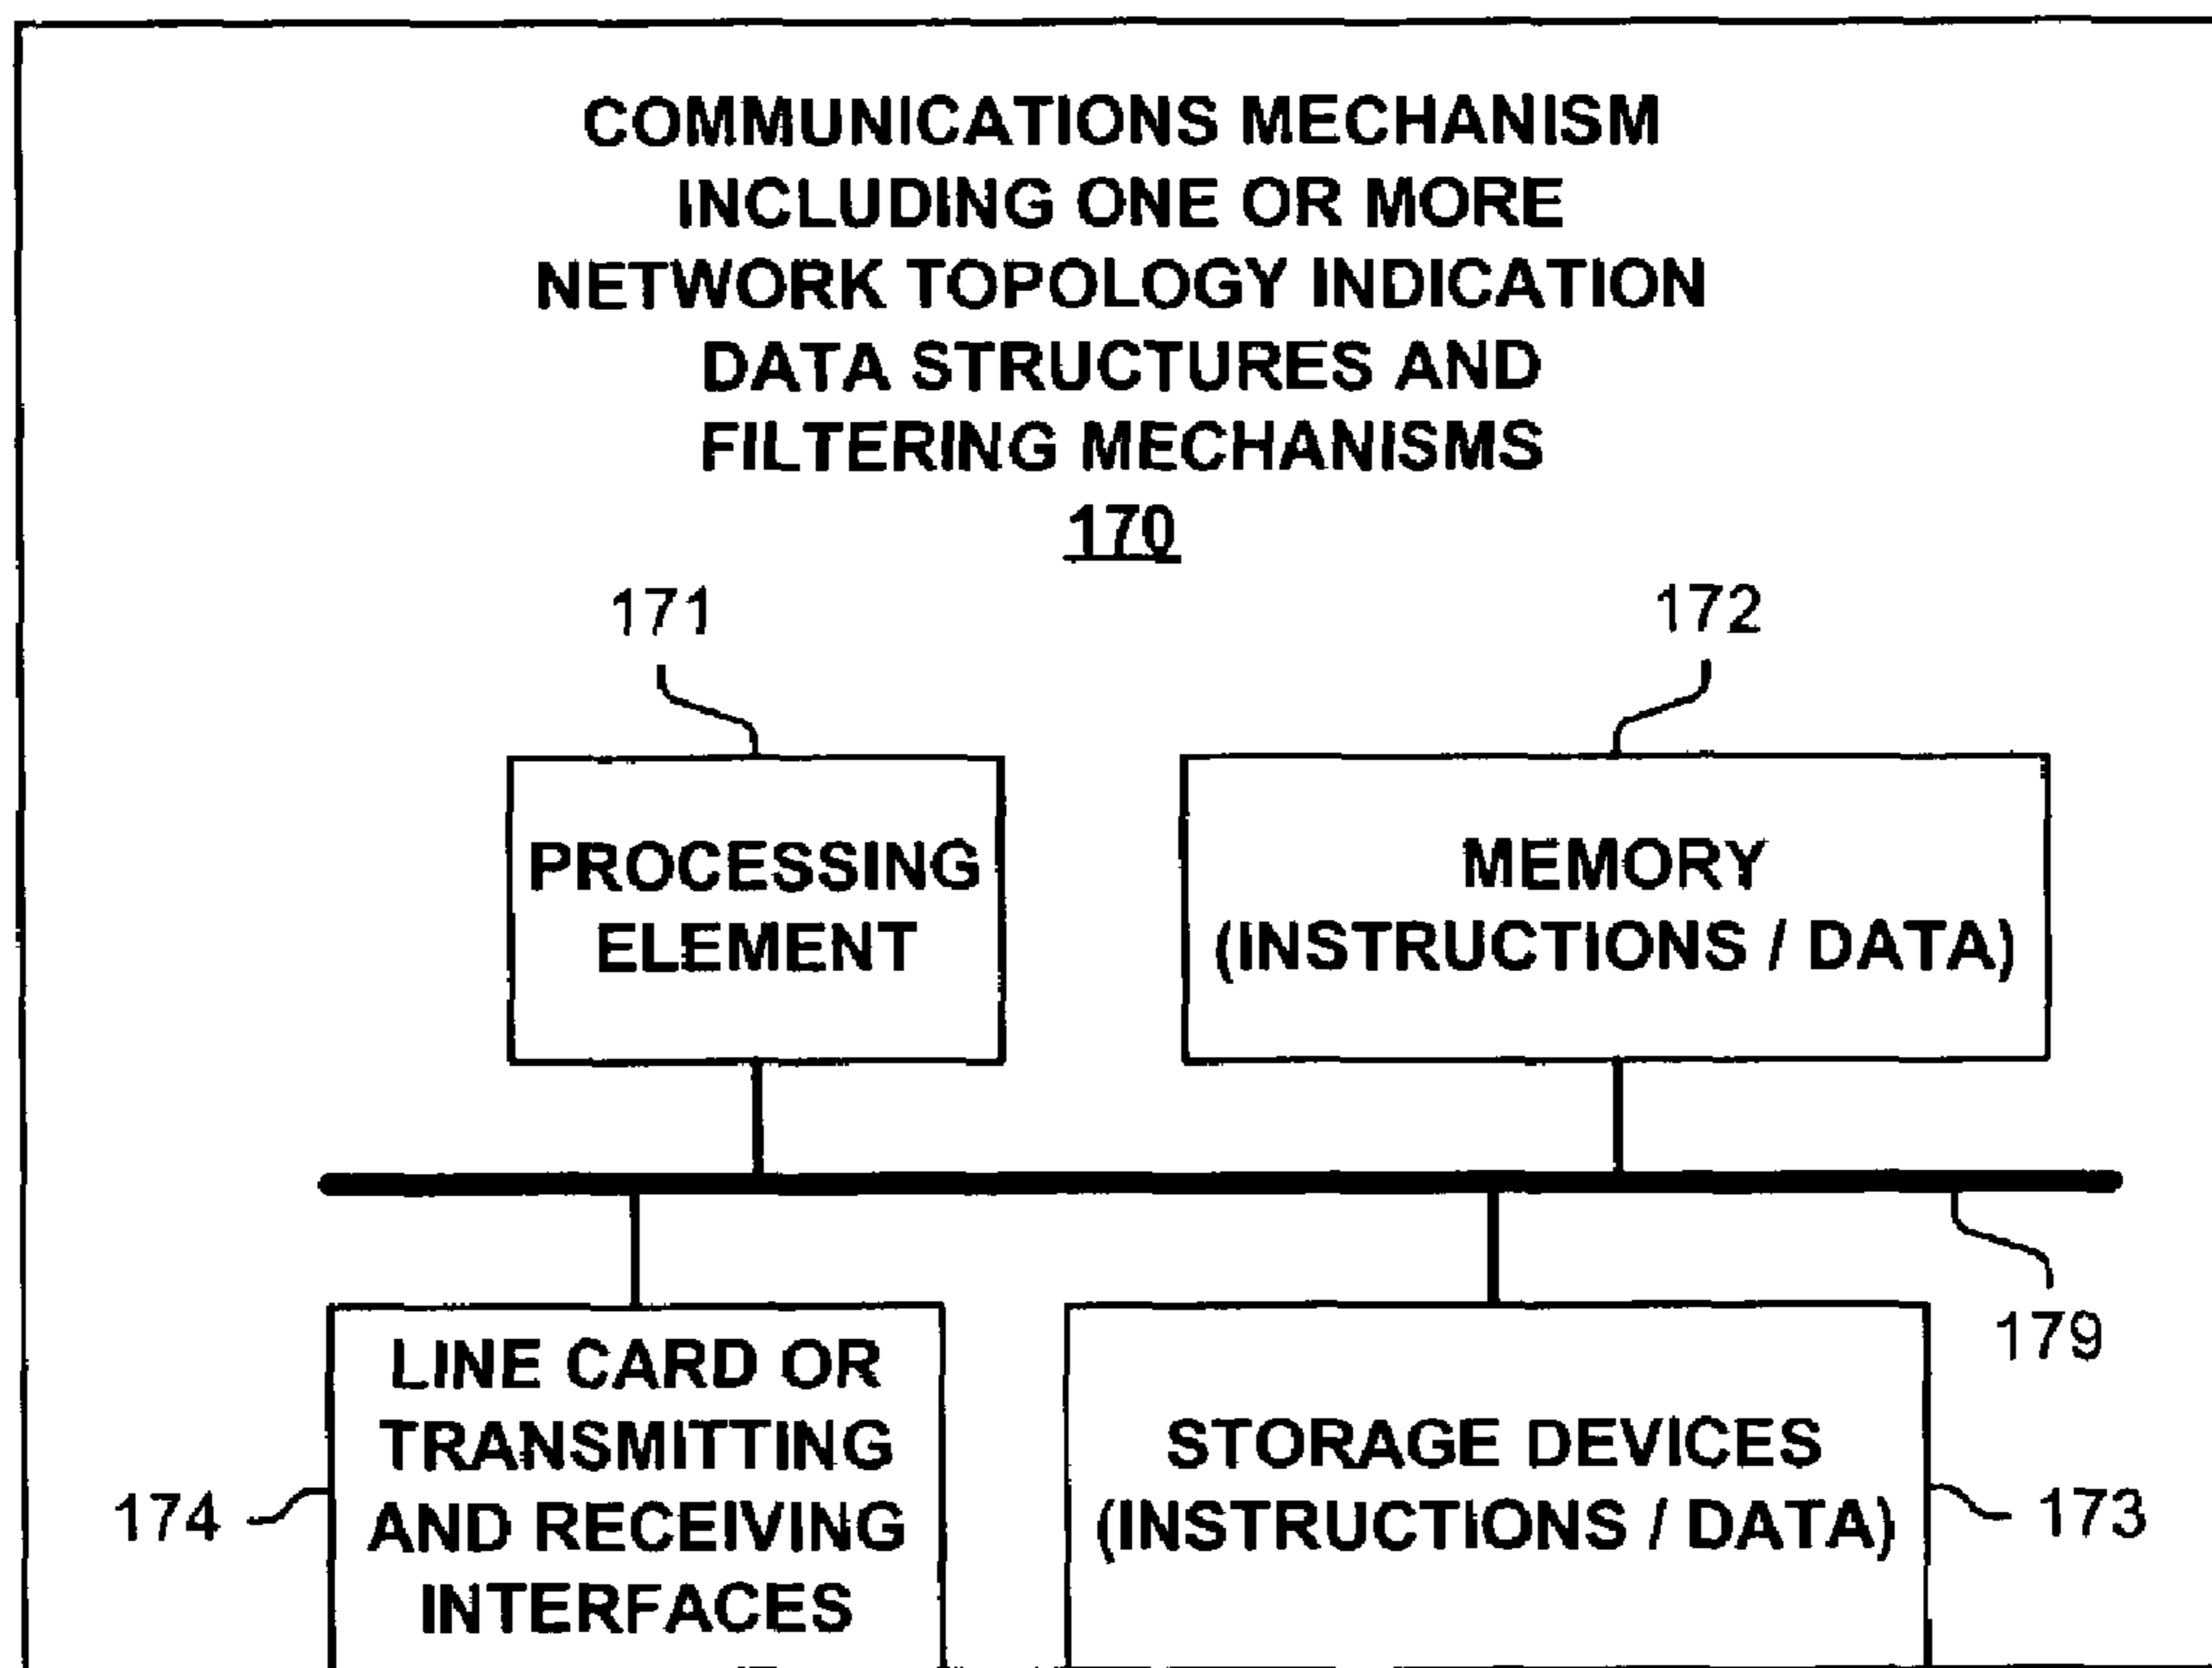 COMMUNICATIONS MECHANISM
INCLUDING ONE OR MORE
NETWORK TOPOLOGY INDICATION
DATA STRUCTURES AND
FILTERING MECHANISMS
170
171
172
PROCESSING
ELEMENT
MEMORY
(INSTRUCTIONS / DATA)
179
LINE CARD OR
TRANSMITTING
AND RECEIVING
INTERFACES
174
STORAGE DEVICES
(INSTRUCTIONS / DATA)
173